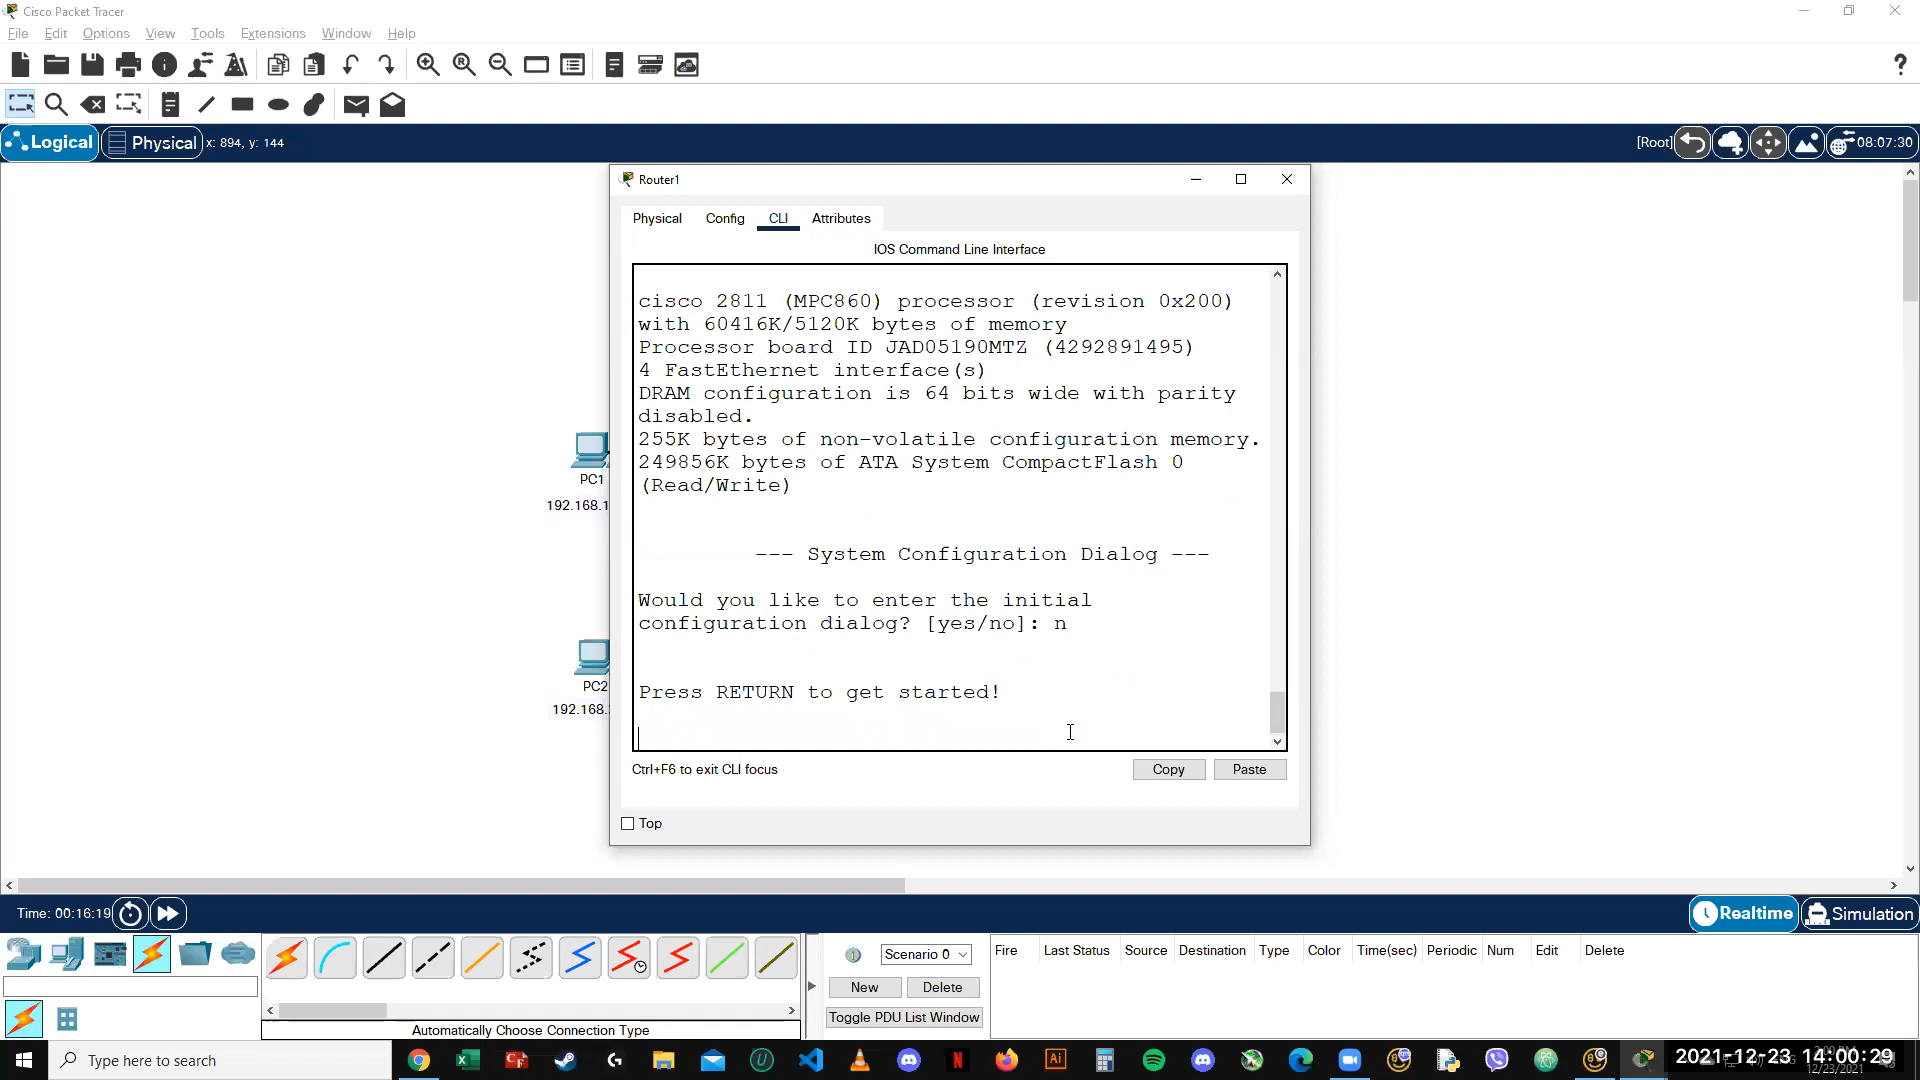 Cisco Packet Tracer
File Edit Options View Tools Extensions Window Help
Logical Physical x: 894, y: 144 [Root] 08:07:30
Router1
Physical Config CLI Attributes
IOS Command Line Interface
cisco 2811 (MPC860) processor (revision 0x200)
with 60416K/5120K bytes of memory
Processor board ID JAD05190MTZ (4292891495)
4 FastEthernet interface(s)
DRAM configuration is 64 bits wide with parity
disabled.
255K bytes of non-volatile configuration memory.
249856K bytes of ATA System CompactFlash 0
(Read/Write)
--- System Configuration Dialog ---
Would you like to enter the initial
configuration dialog? [yes/no]: n
Press RETURN to get started!
PC1
192.168.1
PC2
192.168.
Ctrl+F6 to exit CLI focus Copy Paste
Top
Time: 00:16:19 Realtime Simulation
Scenario 0
New Delete
Toggle PDU List Window
Fire Last Status Source Destination Type Color Time(sec) Periodic Num Edit Delete
Automatically Choose Connection Type
Type here to search
2021-12-23 14:00:29
12/23/2021